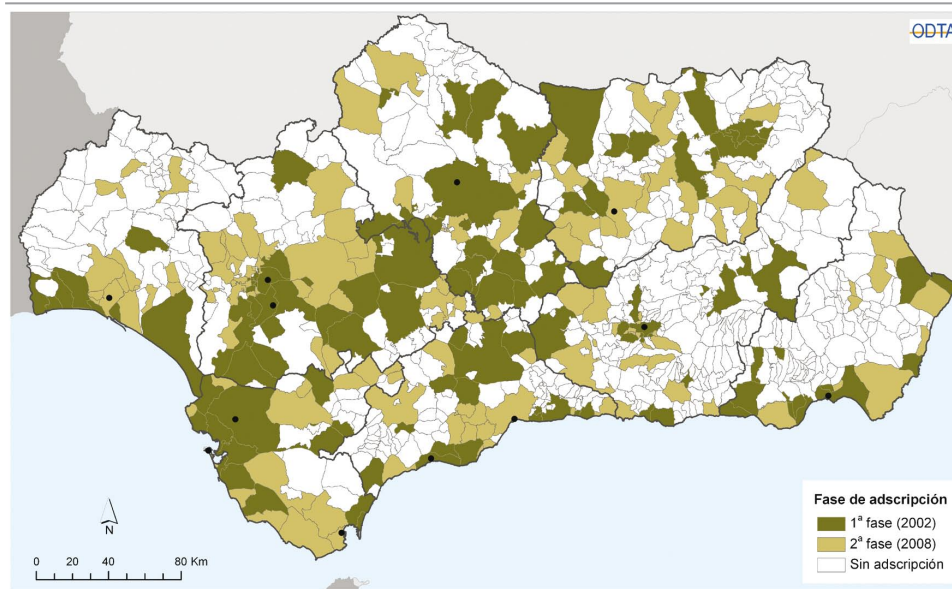 ODTA
N
0 20 40 80 Km
Fase de adscripción
1ª fase (2002)
2ª fase (2008)
Sin adscripción